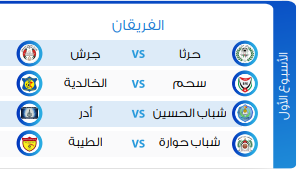 الفريقان
حرثا VS جرش
سحم VS الخالدية
شباب الحسين VS أدر
شباب حوارة VS الطيبة
الأسبوع الأول